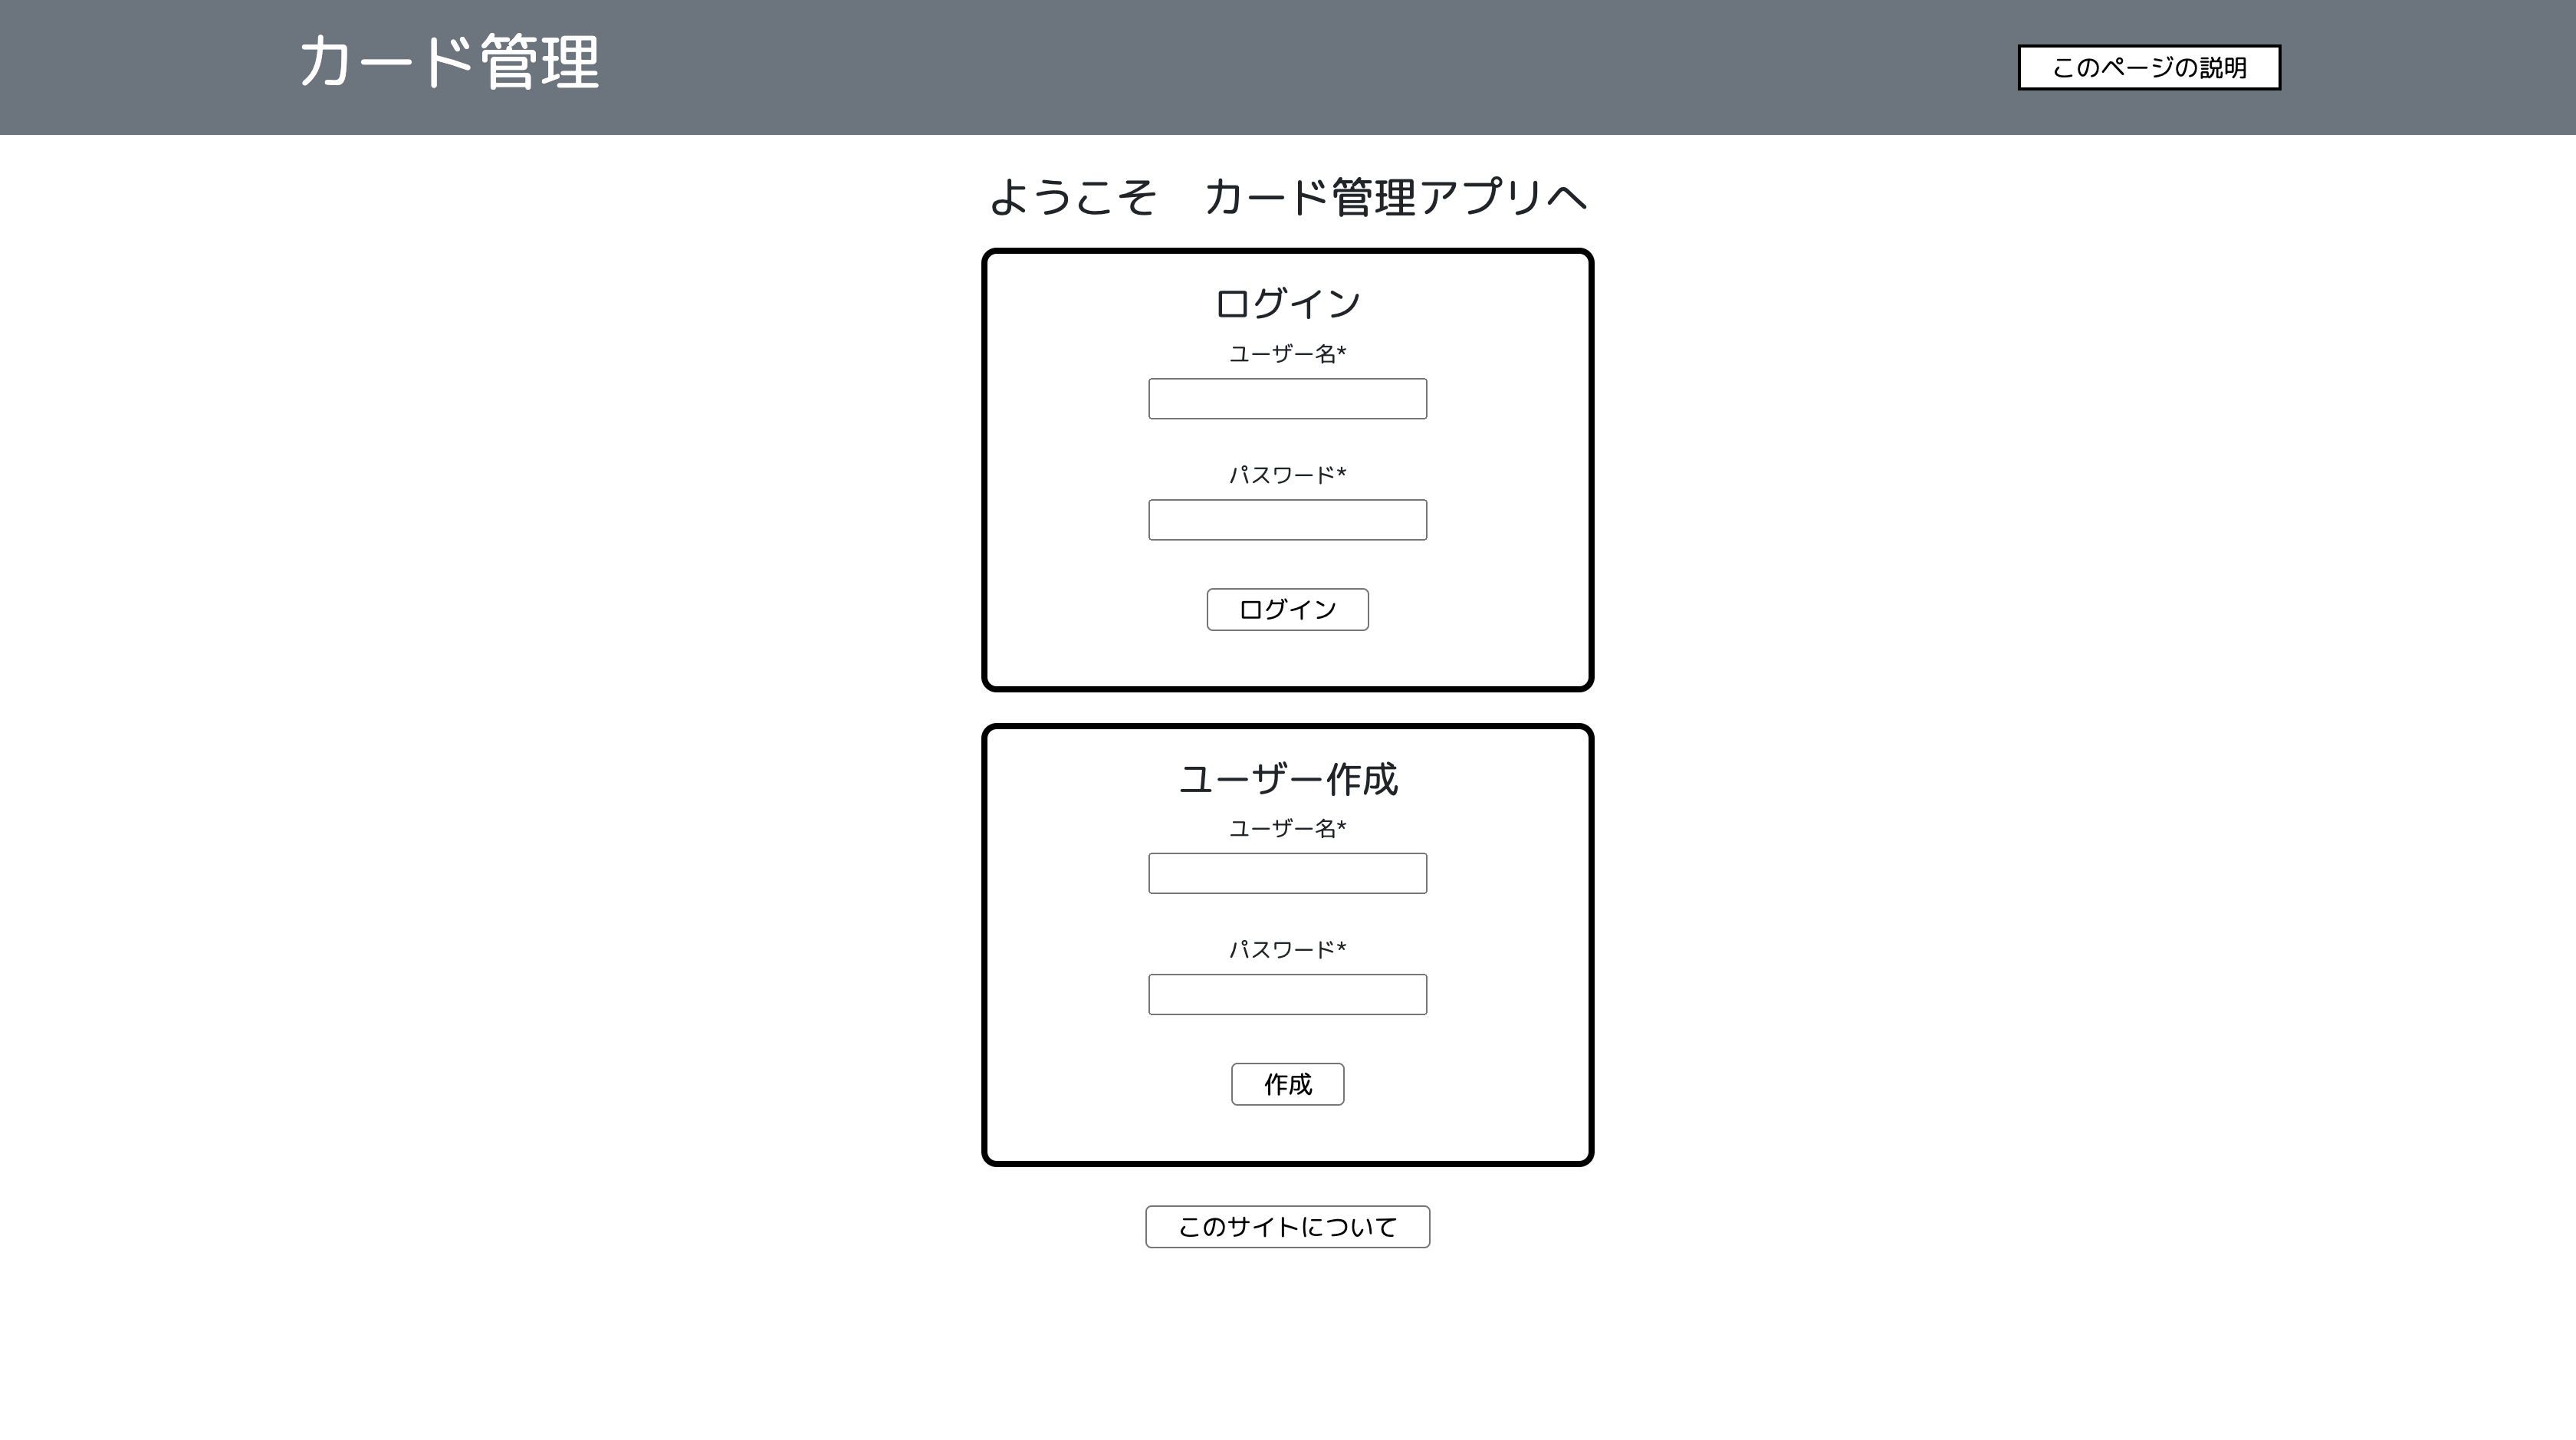 カード管理
このページの説明
ようこそ　カード管理アプリへ
ログイン
ユーザー名*
パスワード*
ログイン
ユーザー作成
ユーザー名*
パスワード*
作成
このサイトについて